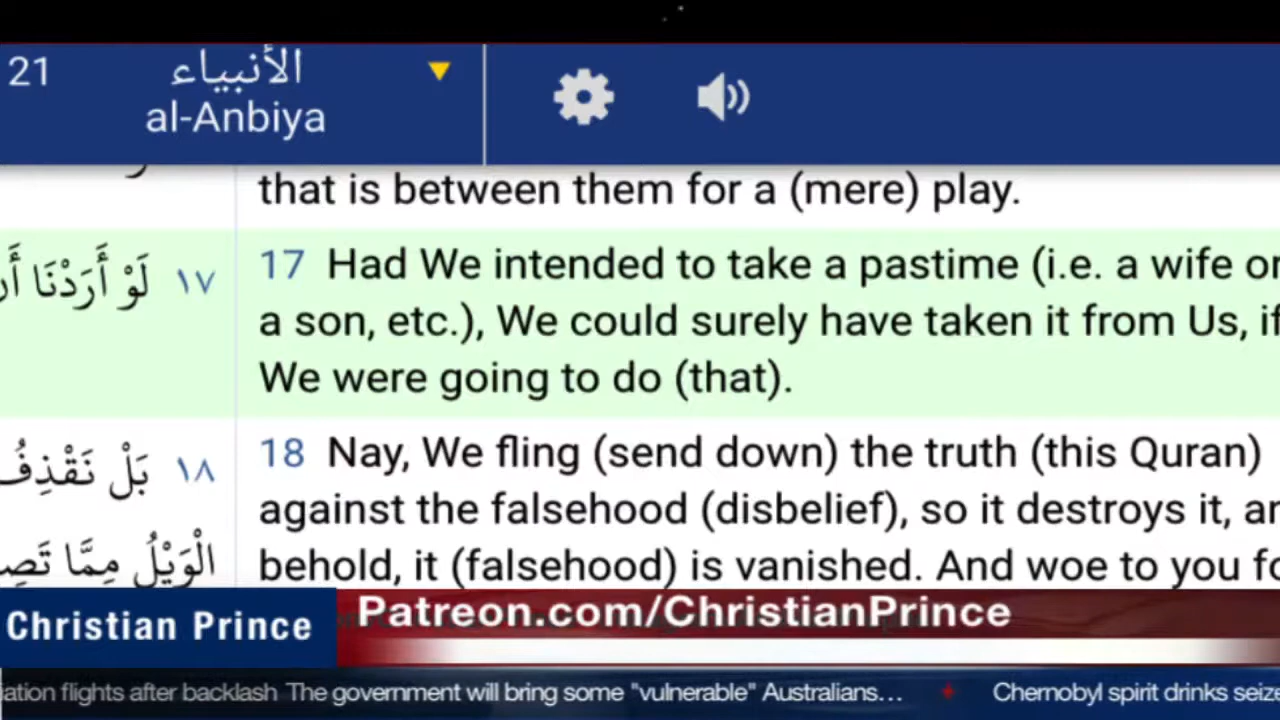 21
الأنبياء
al-Anbiya
that is between them for a (mere) play.
لَوْ أَرَدْنَا أَن ١٧
17 Had We intended to take a pastime (i.e. a wife or
a son, etc.), We could surely have taken it from Us, if
We were going to do (that).
بَلْ نَقْذِفُ ١٨
18 Nay, We fling (send down) the truth (this Quran)
الْوَيْلُ مِمَّا
against the falsehood (disbelief), so it destroys it, an
behold, it (falsehood) is vanished. And woe to you fo
Christian Prince
Patreon.com/ChristianPrince
iation flights after backlash The government will bring some "vulnerable" Australians...
Chernobyl spirit drinks seize